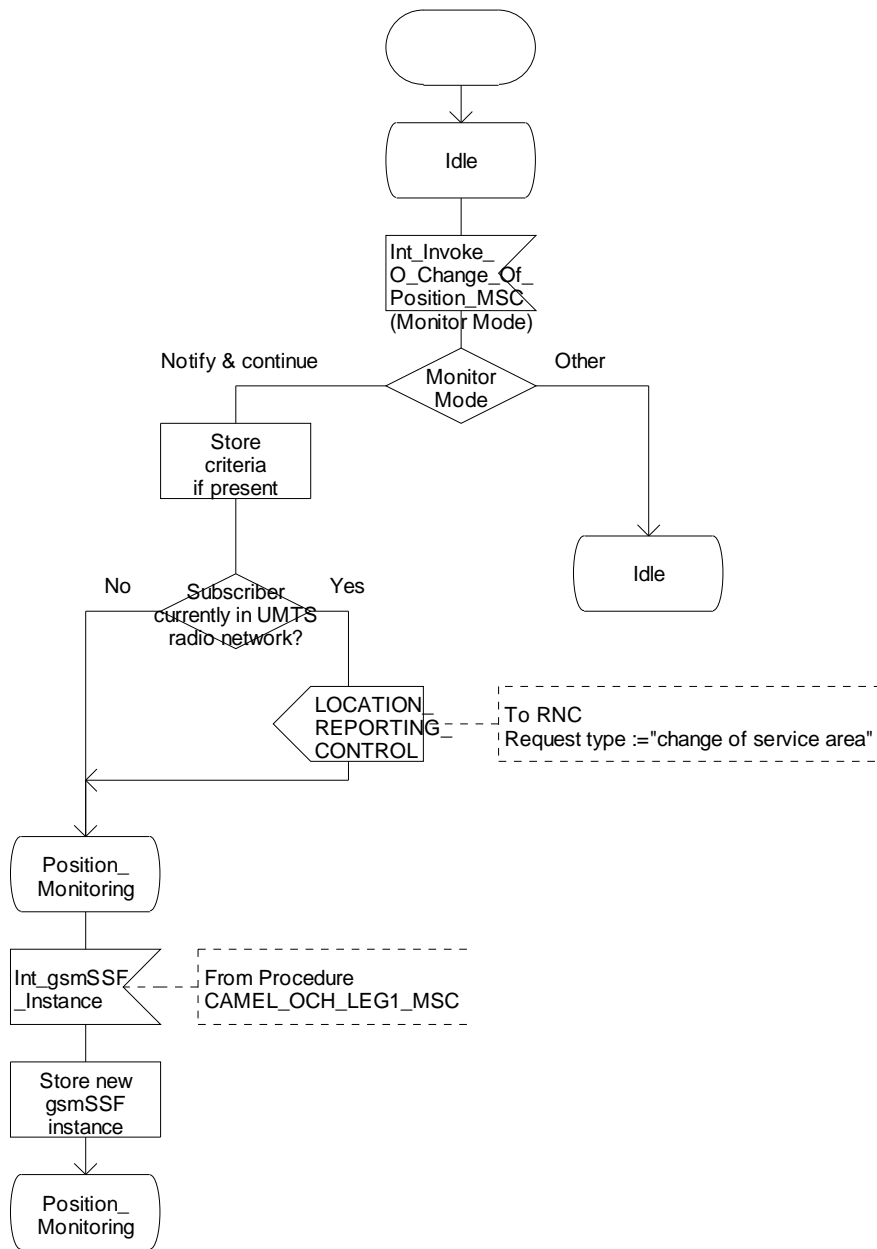 Idle
Int_Invoke_
O_Change_Of_
Position_MSC
(Monitor Mode)
Notify & continue
Monitor
Mode
Other
Store
criteria
if present
Idle
No
Subscriber
currently in UMTS
radio network?
Yes
LOCATION_
REPORTING_
CONTROL
To RNC
Request type :="change of service area"
Position_
Monitoring
Int_gsmSSF
_Instance
From Procedure
CAMEL_OCH_LEG1_MSC
Store new
gsmSSF
instance
Position_
Monitoring